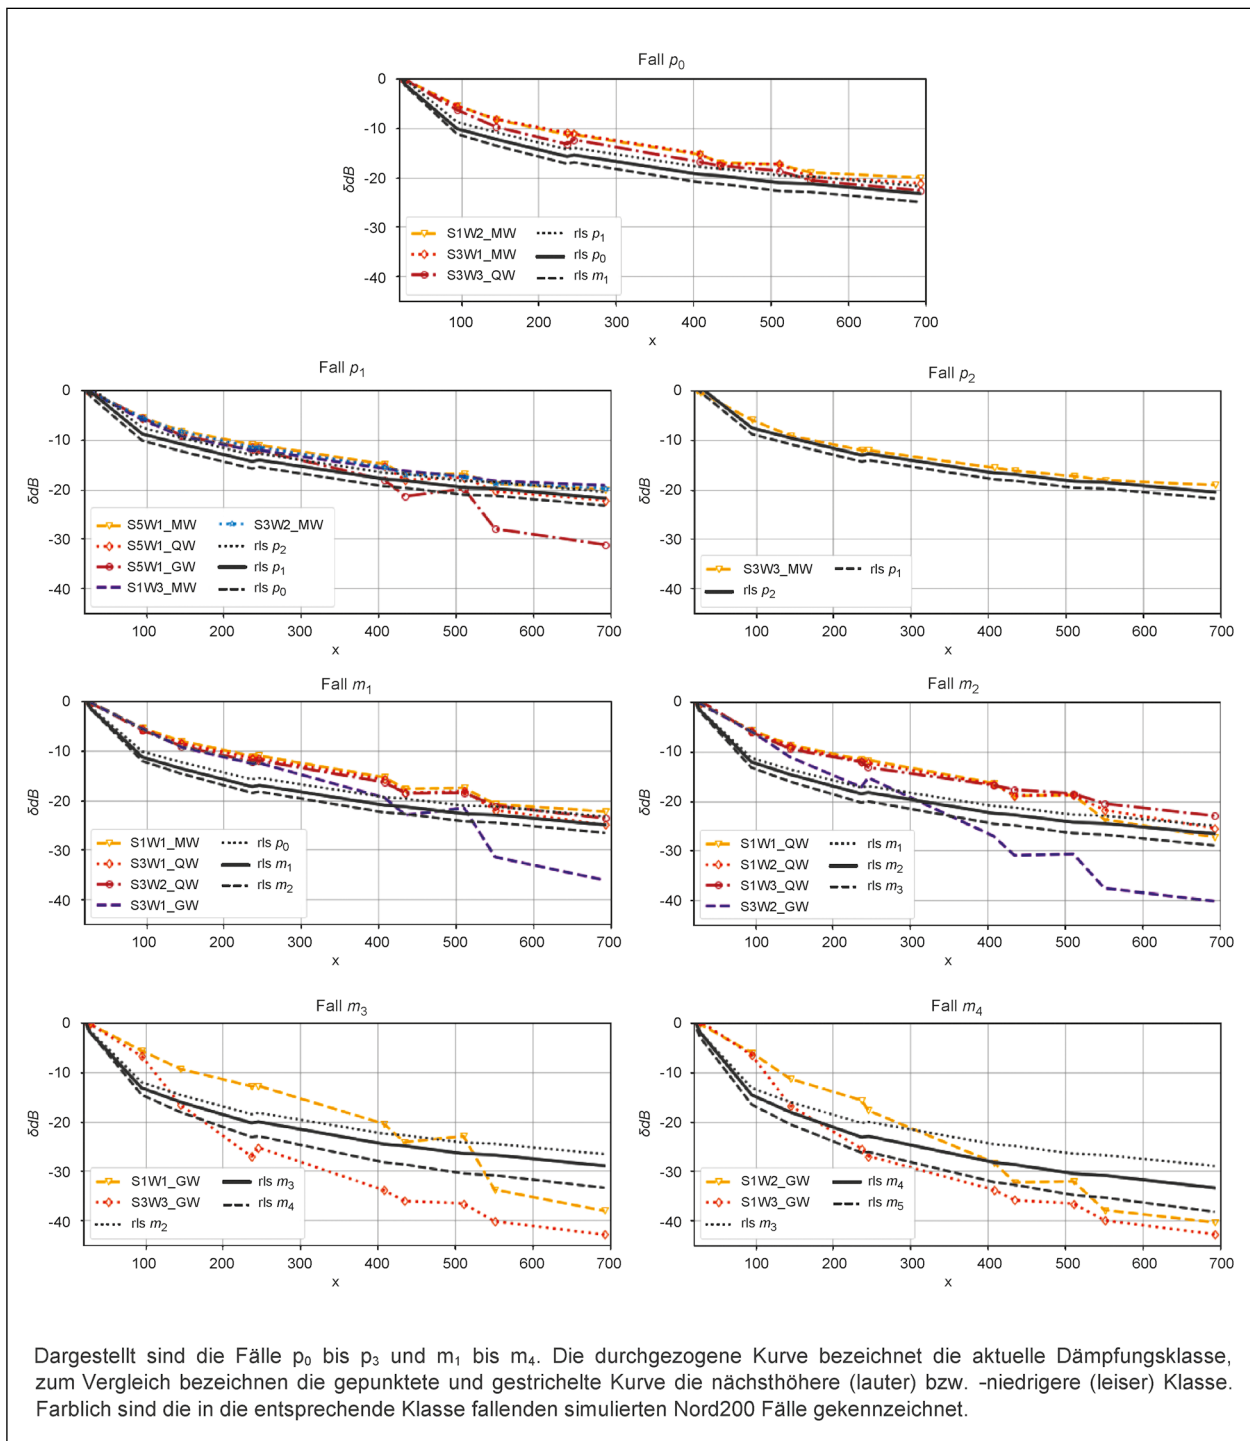 Fall p0
0
-10
-20
-30
-40
δdB
S1W2_MW
S3W1_MW
S3W3_QW
rls p1
rls p0
rls m1
100 200 300 400 500 600 700
x
Fall p1
0
-10
-20
-30
-40
δdB
S5W1_MW
S5W1_QW
S5W1_GW
S1W3_MW
S3W2_MW
rls p2
rls p1
rls p0
100 200 300 400 500 600 700
x
Fall p2
0
-10
-20
-30
-40
δdB
S3W3_MW
rls p2
rls p1
100 200 300 400 500 600 700
x
Fall m1
0
-10
-20
-30
-40
δdB
S1W1_MW
S3W1_QW
S3W2_QW
S3W1_GW
rls p0
rls m1
rls m2
100 200 300 400 500 600 700
x
Fall m2
0
-10
-20
-30
-40
δdB
S1W1_QW
S1W2_QW
S1W3_QW
S3W2_GW
rls m1
rls m2
rls m3
100 200 300 400 500 600 700
x
Fall m3
0
-10
-20
-30
-40
δdB
S1W1_GW
S3W3_GW
rls m2
rls m3
rls m4
100 200 300 400 500 600 700
x
Fall m4
0
-10
-20
-30
-40
δdB
S1W2_GW
S1W3_GW
rls m3
rls m4
rls m5
100 200 300 400 500 600 700
x
Dargestellt sind die Fälle p₀ bis p₃ und m₁ bis m₄. Die durchgezogene Kurve bezeichnet die aktuelle Dämpfungsklasse,
zum Vergleich bezeichnen die gepunktete und gestrichelte Kurve die nächsthöhere (lauter) bzw. -niedrigere (leiser) Klasse.
Farblich sind die in die entsprechende Klasse fallenden simulierten Nord200 Fälle gekennzeichnet.